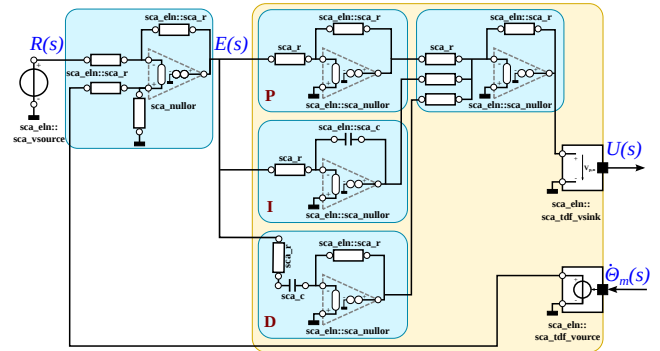 sca_eln::sca_r
R(s)
sca_eln::sca_r
sca_nullor
sca_eln::
sca_vsource
E(s)
sca_eln::sca_r
sca_r
P
sca_eln::sca_nullor
sca_eln::sca_c
sca_r
I
sca_eln::sca_nullor
sca_r
sca_c
sca_eln::sca_r
D
sca_eln::sca_nullor
sca_eln::sca_r
sca_r
sca_eln::sca_nullor
U(s)
sca_eln::
sca_tdf_vsink
Θ̇m(s)
sca_eln::
sca_tdf_vource